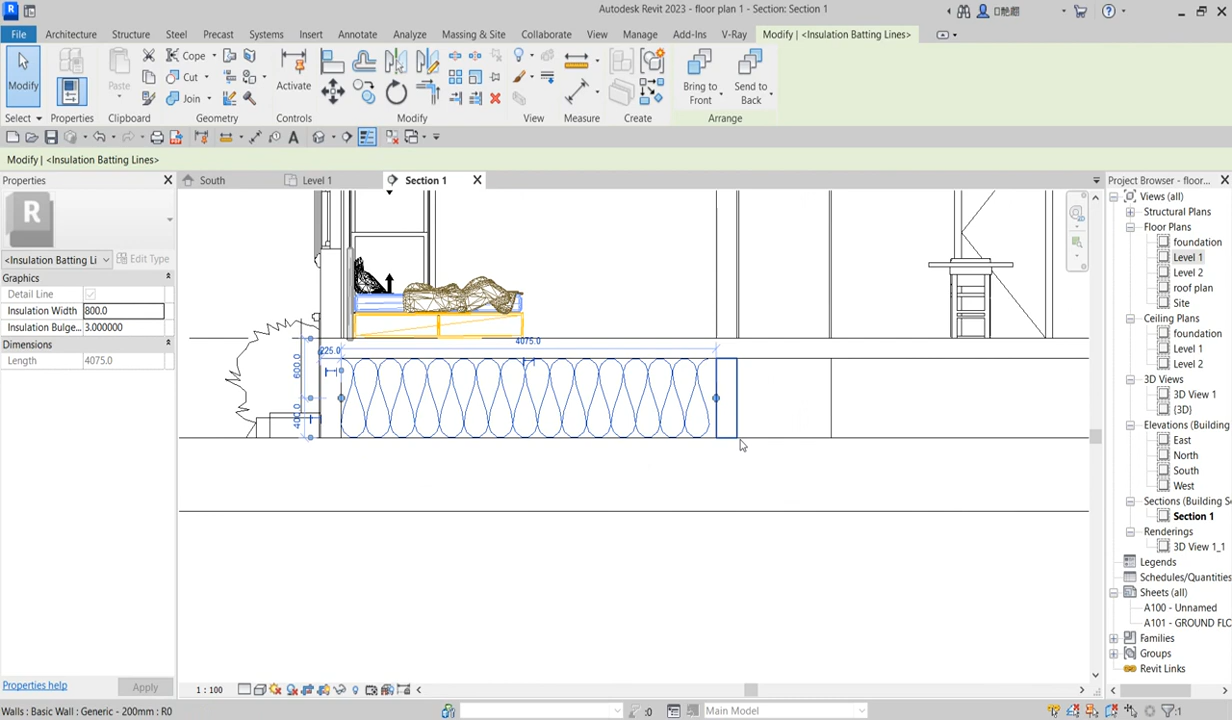 Autodesk Revit 2023 - floor plan 1 - Section: Section 1
File Architecture Structure Steel Precast Systems Insert Annotate Analyze Massing & Site Collaborate View Manage Add-Ins V-Ray Modify | <Insulation Batting Lines>
Modify
Paste
Cope
Cut
Join
Activate
Bring to
Front
Send to
Back
Select Properties Clipboard Geometry Controls Modify View Measure Create Arrange
Modify | <Insulation Batting Lines>
Properties
South
Level 1
Section 1
<Insulation Batting Li
Edit Type
Graphics
Detail Line
Insulation Width 800.0
Insulation Bulge... 3.000000
Dimensions
Length 4075.0
Properties help
Apply
4075.0
225.0
600.0
400.0
Project Browser - floor...
Views (all)
Structural Plans
Floor Plans
foundation
Level 1
Level 2
roof plan
Site
Ceiling Plans
foundation
Level 1
Level 2
3D Views
3D View 1
{3D}
Elevations (Building
East
North
South
West
Sections (Building S
Section 1
Renderings
3D View 1_1
Legends
Schedules/Quantities
Sheets (all)
A100 - Unnamed
A101 - GROUND FLC
Families
Groups
Revit Links
1 : 100
Walls : Basic Wall : Generic - 200mm : R0
:0
Main Model
:1